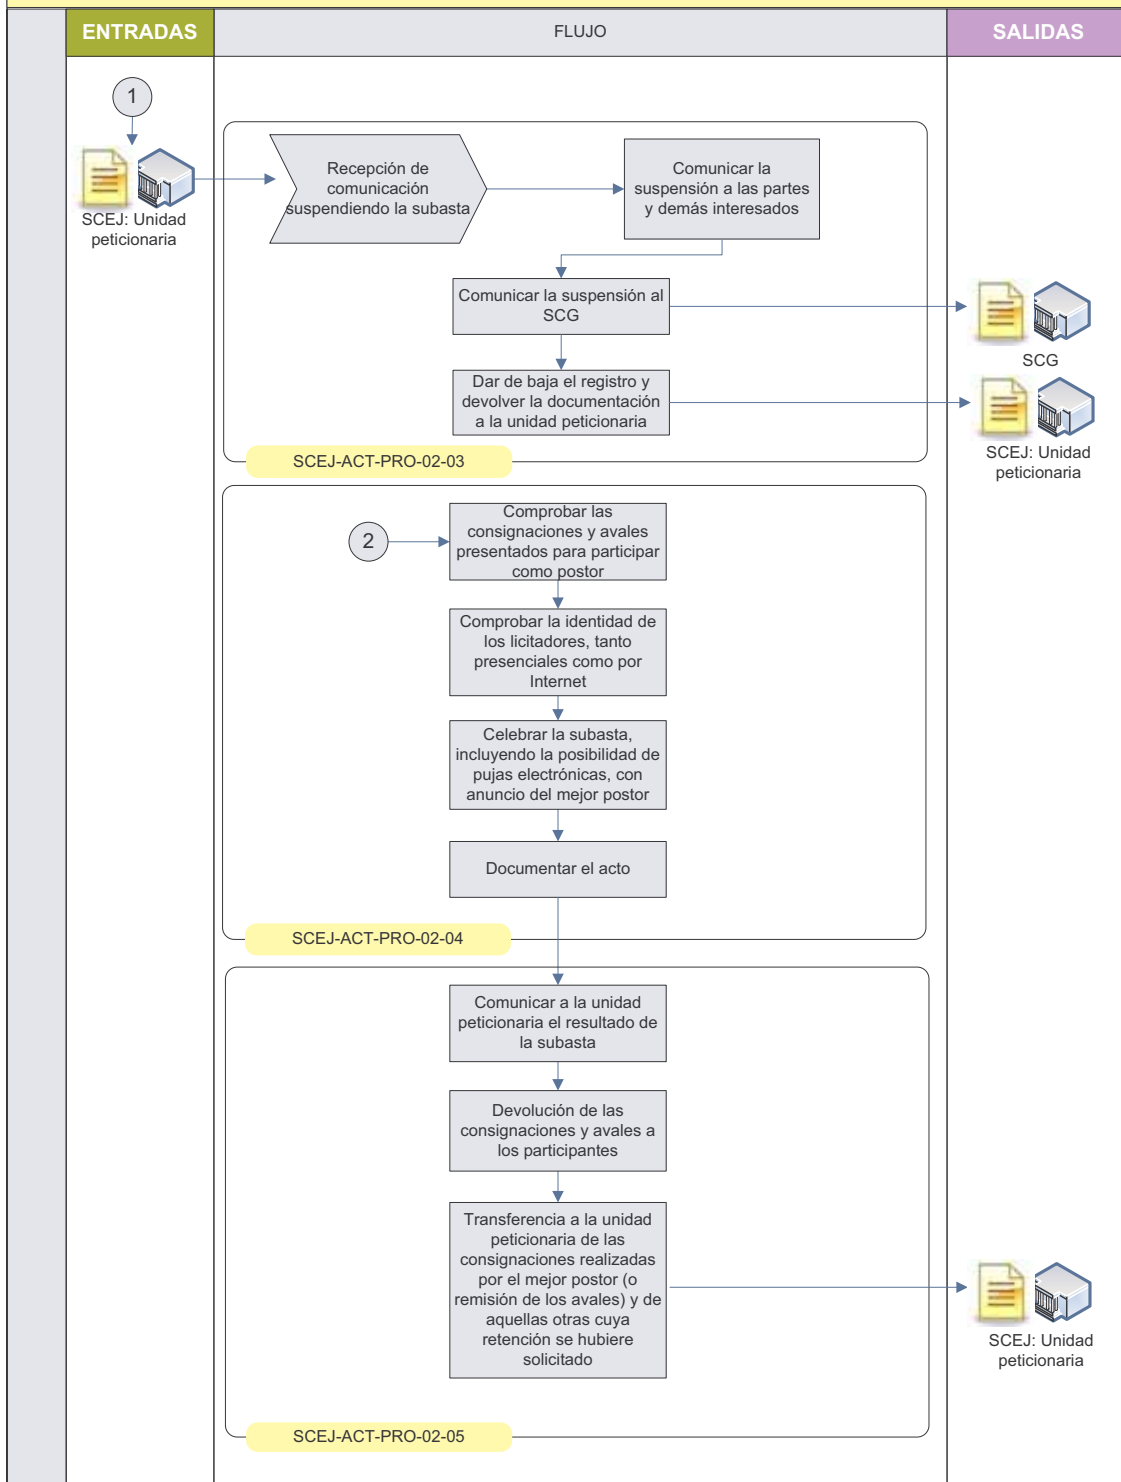 ENTRADAS
FLUJO
SALIDAS
1
SCEJ: Unidad
peticionaria
Recepción de
comunicación
suspendiendo la subasta
Comunicar la
suspensión a las partes
y demás interesados
Comunicar la suspensión al
SCG
SCG
Dar de baja el registro y
devolver la documentación
a la unidad peticionaria
SCEJ: Unidad
peticionaria
SCEJ-ACT-PRO-02-03
2
Comprobar las
consignaciones y avales
presentados para participar
como postor
Comprobar la identidad de
los licitadores, tanto
presenciales como por
Internet
Celebrar la subasta,
incluyendo la posibilidad de
pujas electrónicas, con
anuncio del mejor postor
Documentar el acto
SCEJ-ACT-PRO-02-04
Comunicar a la unidad
peticionaria el resultado de
la subasta
Devolución de las
consignaciones y avales a
los participantes
Transferencia a la unidad
peticionaria de las
consignaciones realizadas
por el mejor postor (o
remisión de los avales) y de
aquellas otras cuya
retención se hubiere
solicitado
SCEJ: Unidad
peticionaria
SCEJ-ACT-PRO-02-05